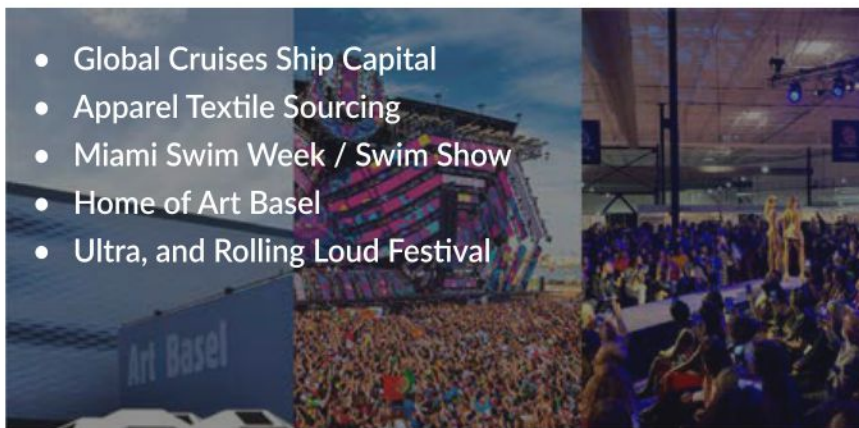 • Global Cruises Ship Capital
• Apparel Textile Sourcing
• Miami Swim Week / Swim Show
• Home of Art Basel
• Ultra, and Rolling Loud Festival
Art Basel